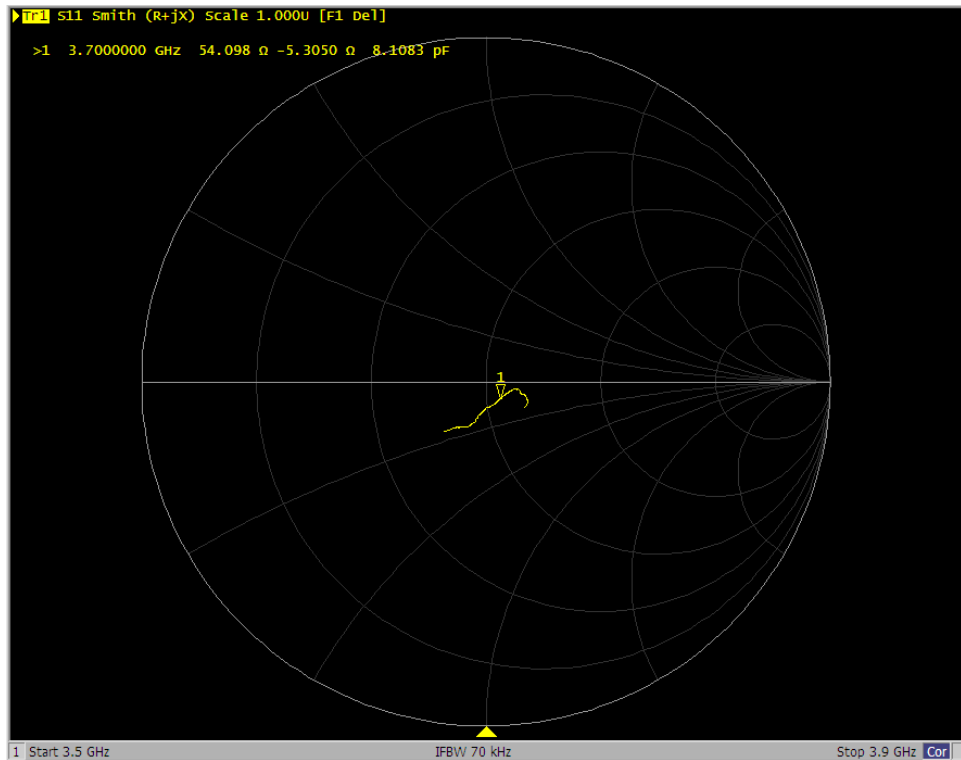 Tr1 S11 Smith (R+jX) Scale 1.000U [F1 Del]
>1 3.7000000 GHz 54.098 Ω -5.3050 Ω 8.1083 pF
1
1 Start 3.5 GHz IFBW 70 kHz Stop 3.9 GHz Cor